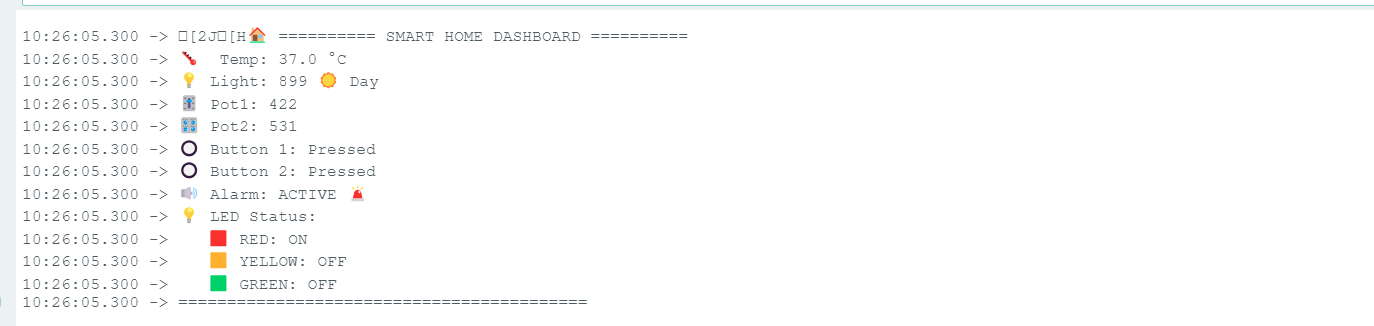 10:26:05.300 -> □[2J□[H🏠 ========== SMART HOME DASHBOARD ==========
10:26:05.300 -> 🌡 Temp: 37.0 °C
10:26:05.300 -> 💡 Light: 899 🌞 Day
10:26:05.300 -> 🎚 Pot1: 422
10:26:05.300 -> 🎛 Pot2: 531
10:26:05.300 -> ⭕ Button 1: Pressed
10:26:05.300 -> ⭕ Button 2: Pressed
10:26:05.300 -> 🔊 Alarm: ACTIVE 🚨
10:26:05.300 -> 💡 LED Status:
10:26:05.300 -> 🟥 RED: ON
10:26:05.300 -> 🟨 YELLOW: OFF
10:26:05.300 -> 🟩 GREEN: OFF
10:26:05.300 -> ==========================================